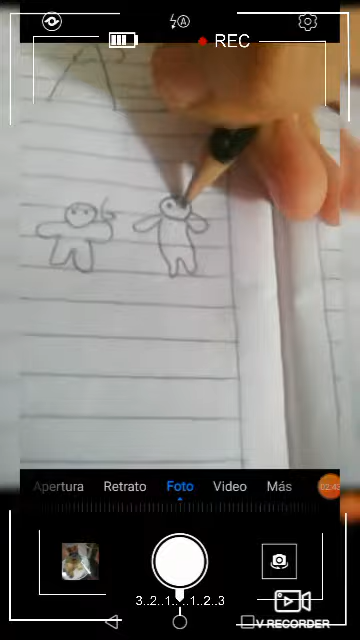 REC
Apertura Retrato Foto Video Más
3..2..1.....1..2..3
V RECORDER